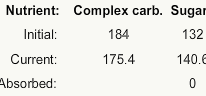 Nutrient: Complex carb. Sugar
Initial: 184 132
Current: 175.4 140.6
Absorbed: 0